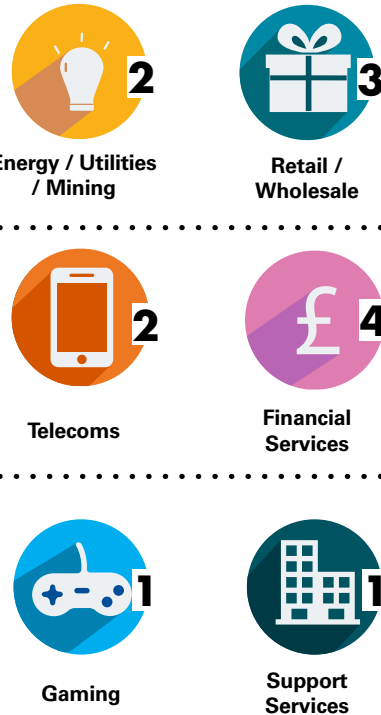 2
3
Energy / Utilities
/ Mining
Retail /
Wholesale
2
£
4
Telecoms
Financial
Services
1
1
Gaming
Support
Services